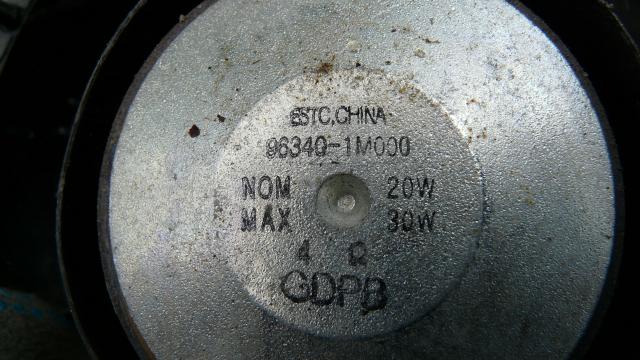 ESTC,CHINA
96340-1M000
NOM 20W
MAX 30W
4 Ω
GDPB